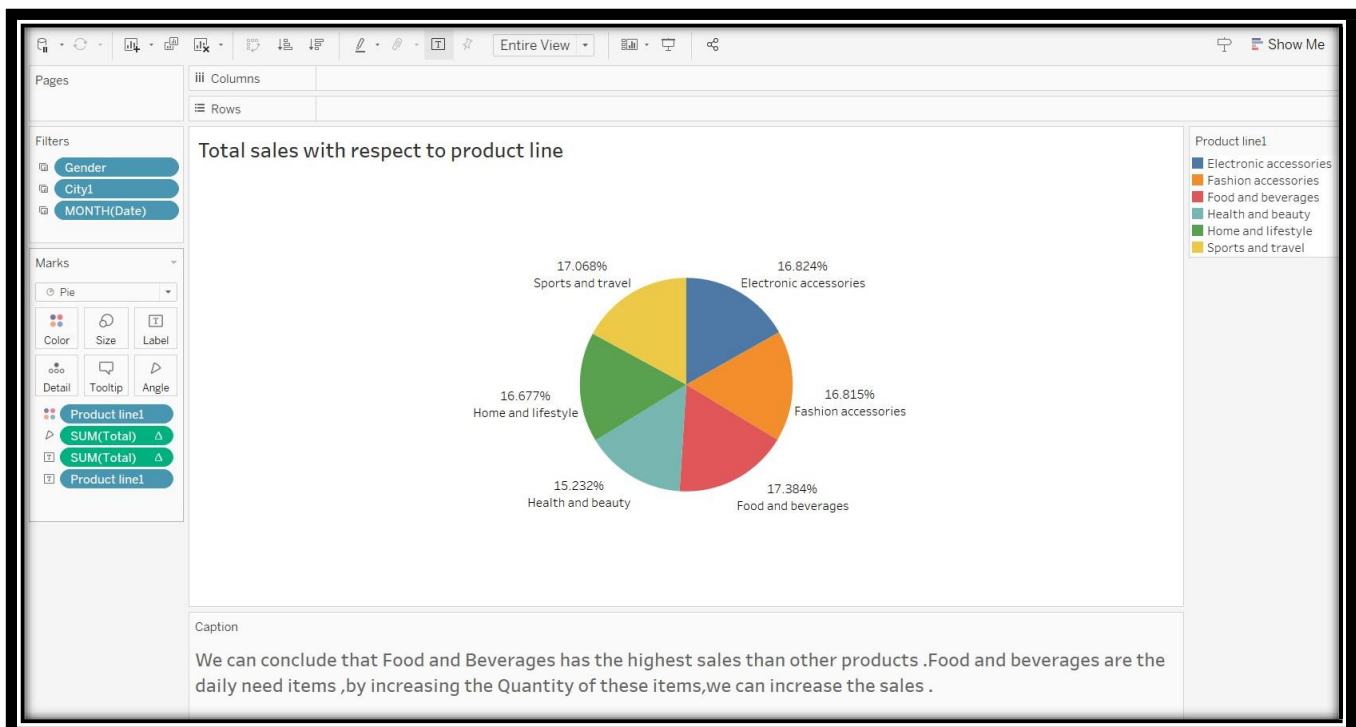 Entire View
Show Me
Pages
iii Columns
Rows
Filters
Gender
City1
MONTH(Date)
Marks
Pie
Color Size Label
Detail Tooltip Angle
Product line1
SUM(Total) Δ
SUM(Total) Δ
Product line1
Total sales with respect to product line
17.068%
Sports and travel
16.824%
Electronic accessories
16.677%
Home and lifestyle
16.815%
Fashion accessories
15.232%
Health and beauty
17.384%
Food and beverages
Product line1
Electronic accessories
Fashion accessories
Food and beverages
Health and beauty
Home and lifestyle
Sports and travel
Caption
We can conclude that Food and Beverages has the highest sales than other products .Food and beverages are the
daily need items ,by increasing the Quantity of these items,we can increase the sales .